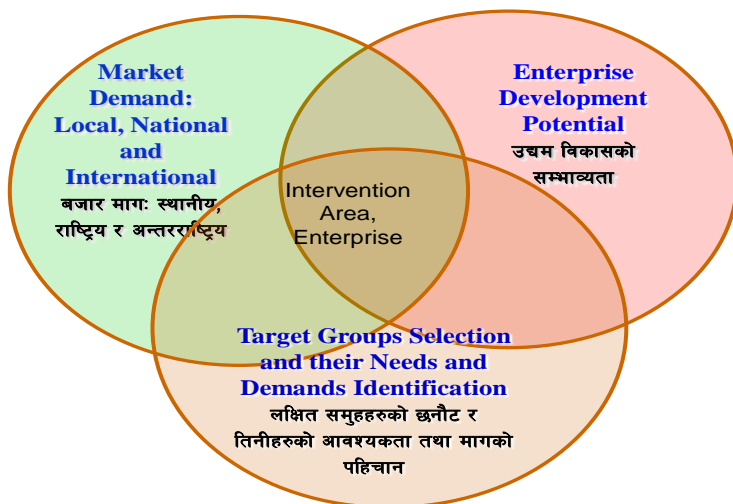 Market
Demand:
Local, National
and
International
बजार मागः स्थानीय,
राष्ट्रिय र अन्तरराष्ट्रिय
Enterprise
Development
Potential
उद्यम विकासको
सम्भाव्यता
Intervention
Area,
Enterprise
Target Groups Selection
and their Needs and
Demands Identification
लक्षित समुहहरुको छनौट र
तिनीहरुको आवश्यकता तथा मागको
पहिचान